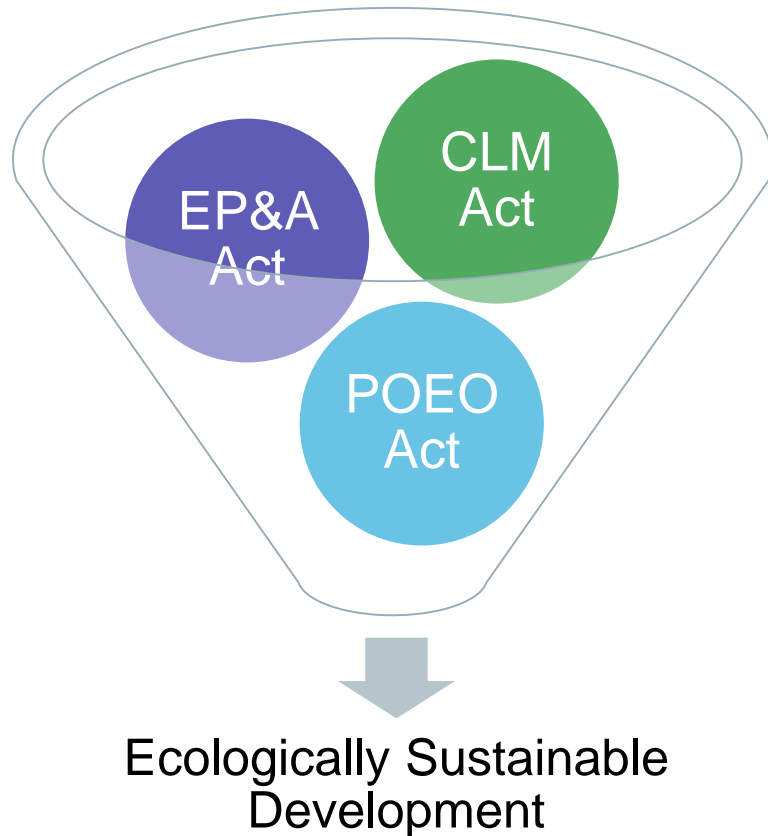 CLM
Act
EP&A
Act
POEO
Act
Ecologically Sustainable
Development